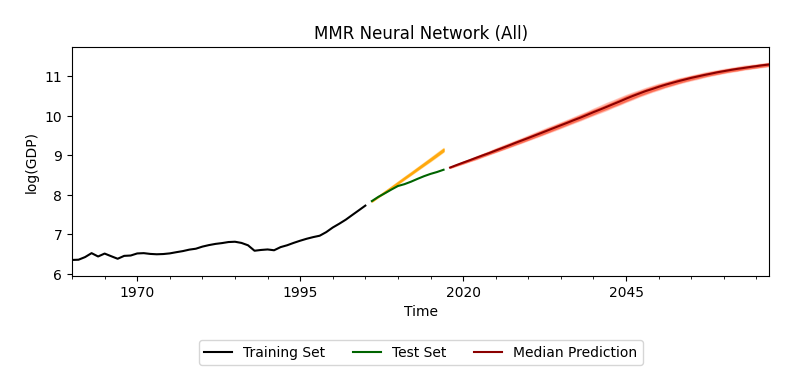 MMR Neural Network (All)
log(GDP)
11
10
9
8
7
6
1970 1995 2020 2045
Time
Training Set Test Set Median Prediction